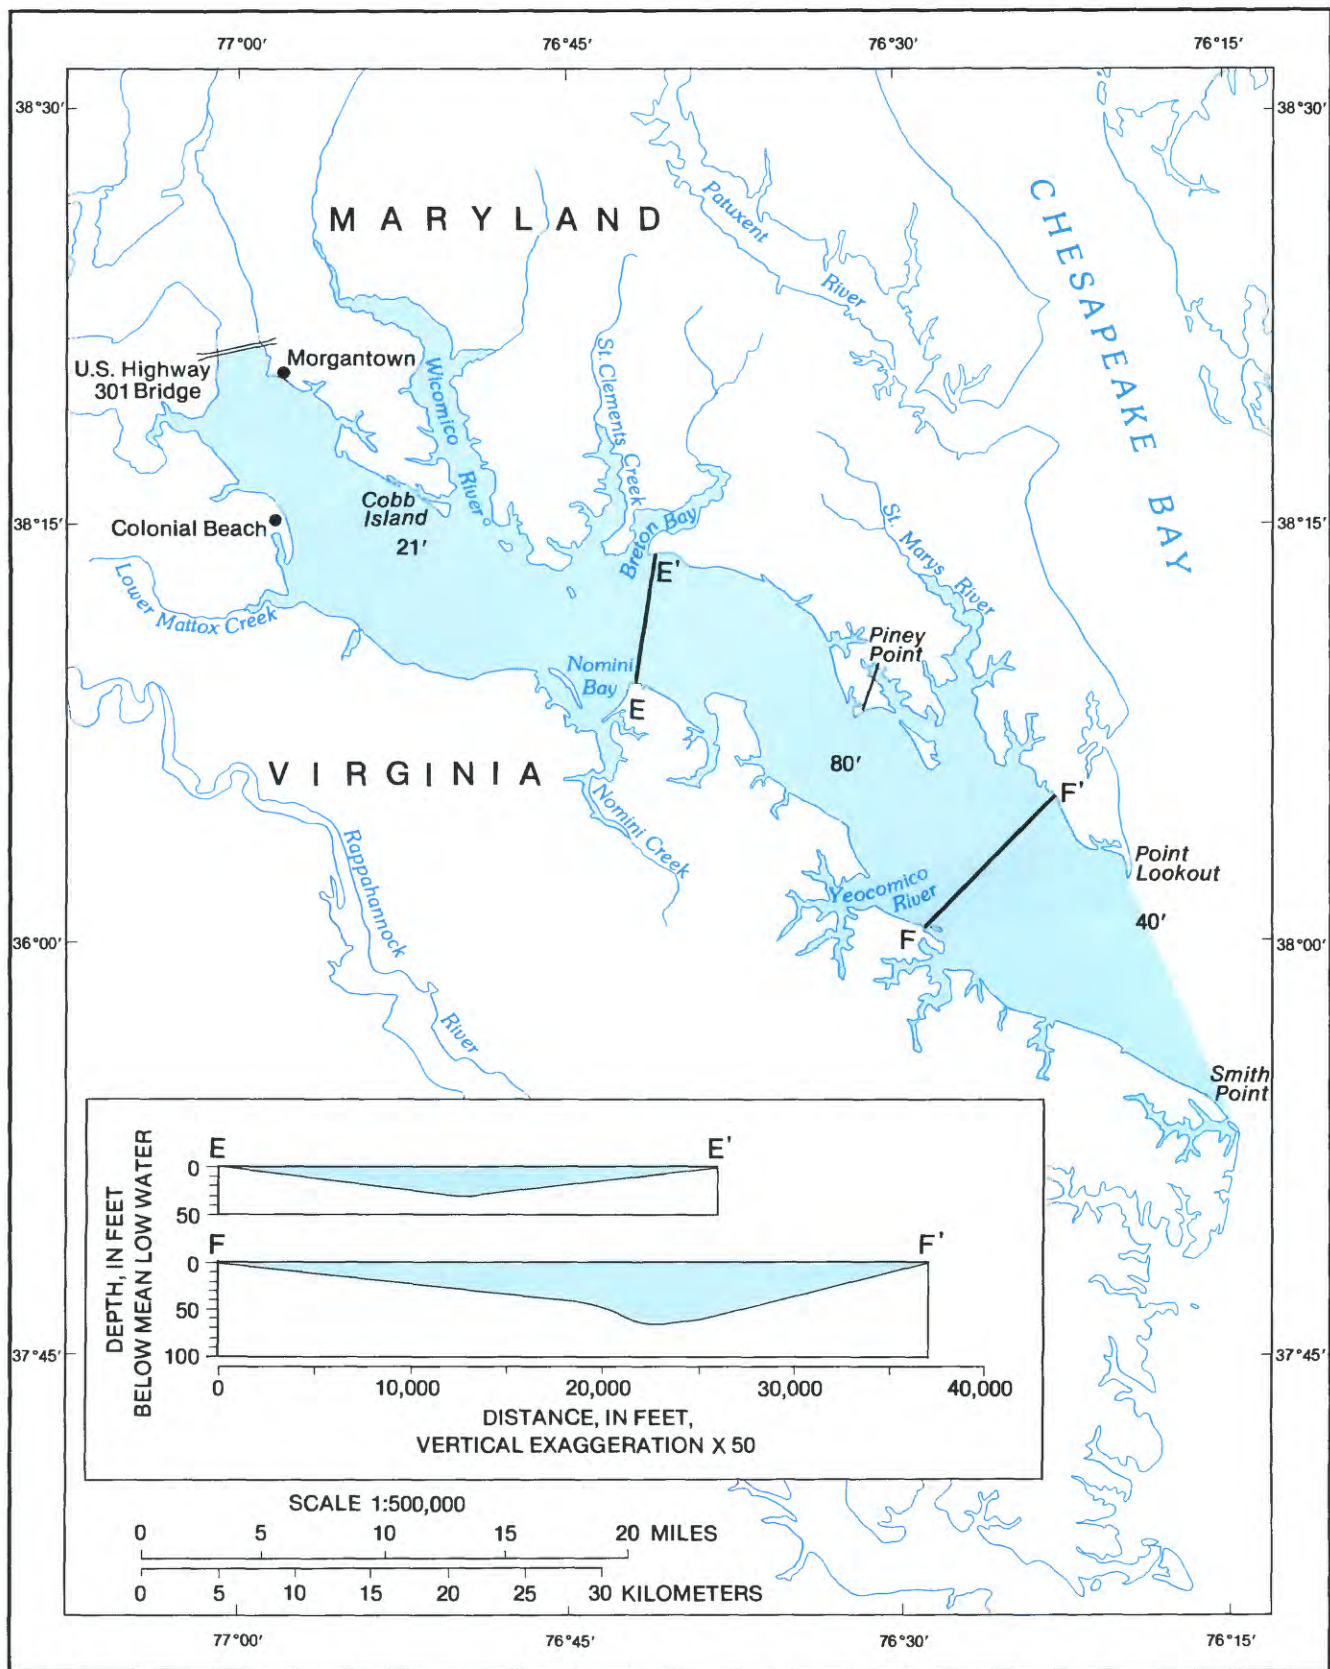 77°00′ 76°45′ 76°30′ 76°15′
38°30′ 38°30′
MARYLAND
Patuxent
River
CHESAPEAKE BAY
U.S. Highway
301 Bridge
Morgantown
Wicomico
River
St. Clements Creek
Breton Bay
Cobb
Island
21′
38°15′ 38°15′
Colonial Beach
St. Marys River
E'
Lower Mattox Creek
Piney
Point
Nomini
Bay
E
80′
VIRGINIA
F'
Nomini Creek
Point
Lookout
Rappahannock
River
Yeocomico
River
40′
F
36°00′ 38°00′
Smith
Point
DEPTH, IN FEET
BELOW MEAN LOW WATER
E E'
0
50
F F'
0
50
100
0 10,000 20,000 30,000 40,000
DISTANCE, IN FEET,
VERTICAL EXAGGERATION X 50
37°45′ 37°45′
SCALE 1:500,000
0 5 10 15 20 MILES
0 5 10 15 20 25 30 KILOMETERS
77°00′ 76°45′ 76°30′ 76°15′